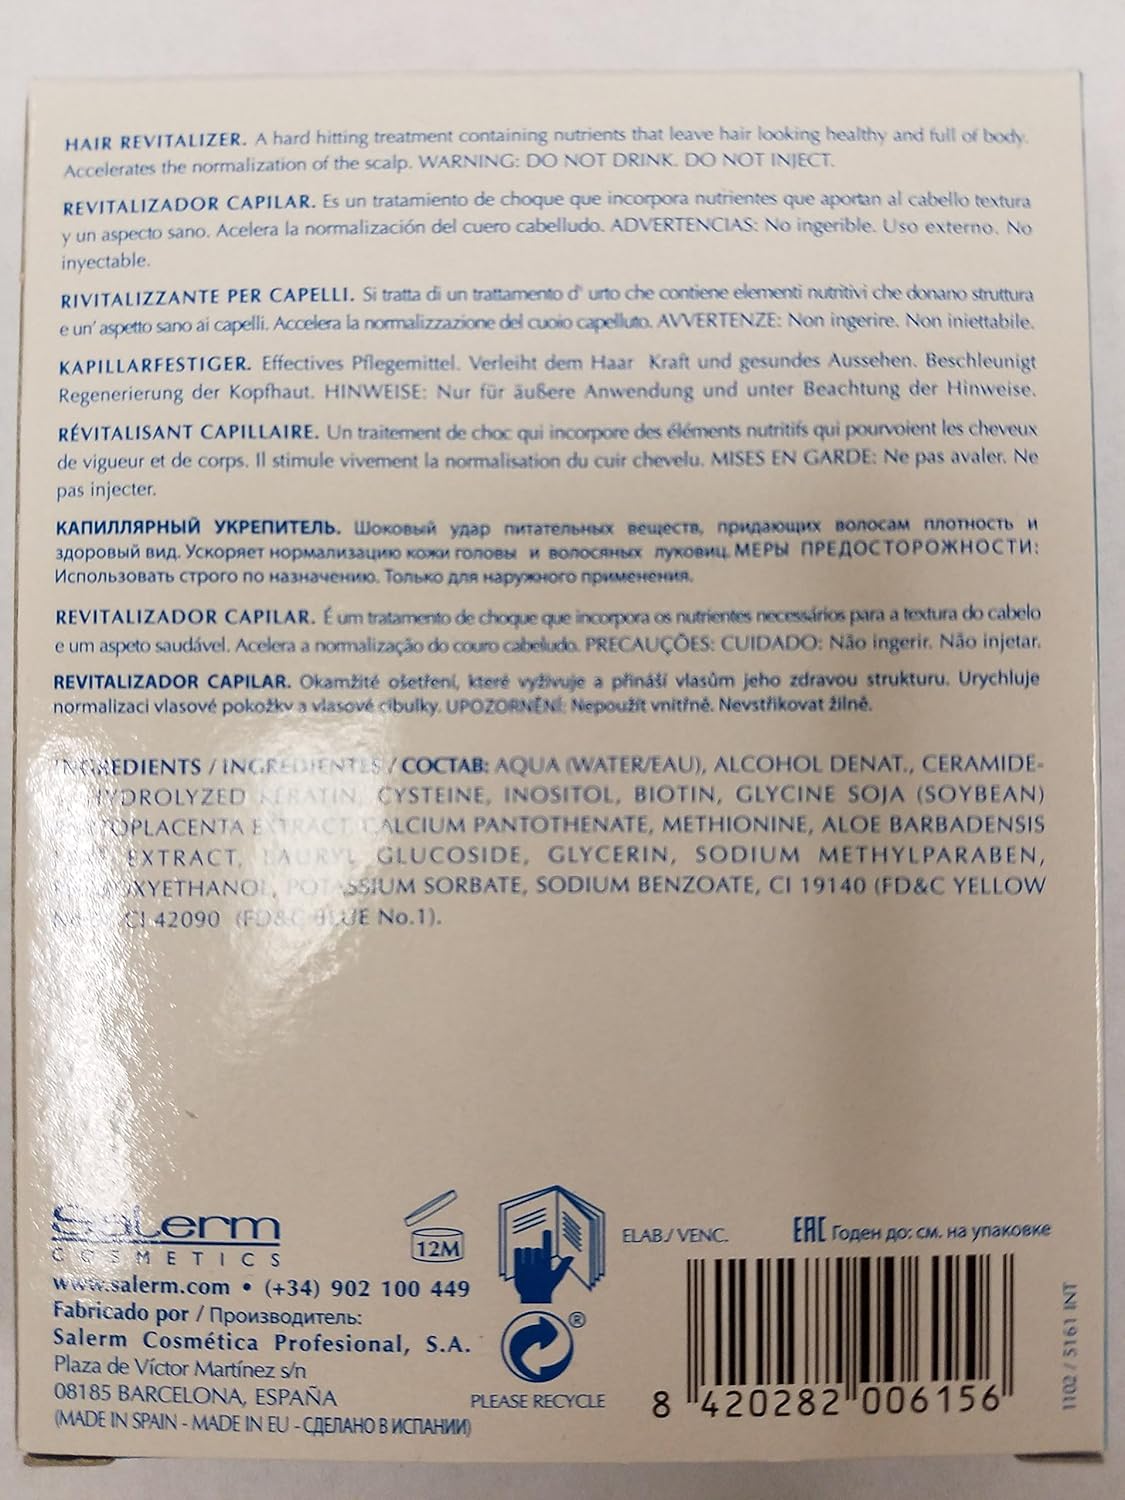 HAIR REVITALIZER. A hard hitting treatment containing nutrients that leave hair looking healthy and full of body.
Accelerates the normalization of the scalp. WARNING: DO NOT DRINK. DO NOT INJECT.
REVITALIZADOR CAPILAR. Es un tratamiento de choque que incorpora nutrientes que aportan al cabello textura
y un aspecto sano. Acelera la normalización del cuero cabelludo. ADVERTENCIAS: No ingerible. Uso externo. No
inyectable.
RIVITALIZZANTE PER CAPELLI. Si tratta di un trattamento d' urto che contiene elementi nutritivi che donano struttura
e un' aspetto sano ai capelli. Accelera la normalizzazione del cuoio capelluto. AVVERTENZE: Non ingerire. Non iniettabile.
KAPILLARFESTIGER. Effectives Pflegemittel. Verleiht dem Haar Kraft und gesundes Aussehen. Beschleunigt
Regenerierung der Kopfhaut. HINWEISE: Nur für äußere Anwendung und unter Beachtung der Hinweise.
RÉVITALISANT CAPILLAIRE. Un traitement de choc qui incorpore des éléments nutritifs qui pourvoient les cheveux
de vigueur et de corps. Il stimule vivement la normalisation du cuir chevelu. MISES EN GARDE: Ne pas avaler. Ne
pas injecter.
КАПИЛЛЯРНЫЙ УКРЕПИТЕЛЬ. Шоковый удар питательных веществ, придающих волосам плотность и
здоровый вид. Ускоряет нормализацию кожи головы и волосяных луковиц. МЕРЫ ПРЕДОСТОРОЖНОСТИ:
Использовать строго по назначению. Только для наружного применения.
REVITALIZADOR CAPILAR. É um tratamento de choque que incorpora os nutrientes necessários para a textura do cabelo
e um aspeto saudável. Acelera a normalização do couro cabeludo. PRECAUÇÕES: CUIDADO: Não ingerir. Não injetar.
REVITALIZADOR CAPILAR. Okamžité ošetření, které vyživuje a přináší vlasům jeho zdravou strukturu. Urychluje
normalizaci vlasové pokožky a vlasové cibulky. UPOZORNĚNÍ: Nepoužít vnitřně. Nevstřikovat žilně.
INGREDIENTS / INGREDIENTES / СОСТАВ: AQUA (WATER/EAU), ALCOHOL DENAT., CERAMIDE-
HYDROLYZED KERATIN, CYSTEINE, INOSITOL, BIOTIN, GLYCINE SOJA (SOYBEAN)
EXTRACT, CALCIUM PANTOTHENATE, METHIONINE, ALOE BARBADENSIS
EXTRACT, LAURYL GLUCOSIDE, GLYCERIN, SODIUM METHYLPARABEN,
POTASSIUM SORBATE, SODIUM BENZOATE, CI 19140 (FD&C YELLOW
CI 42090 (FD&C BLUE No.1).
Salerm
COSMETICS
12M
ELAB./ VENC.
EAC Годен до: см. на упаковке
www.salerm.com • (+34) 902 100 449
Fabricado por / Производитель:
Salerm Cosmética Profesional, S.A.
Plaza de Víctor Martínez s/n
08185 BARCELONA, ESPAÑA
(MADE IN SPAIN - MADE IN EU - СДЕЛАНО В ИСПАНИИ)
®
PLEASE RECYCLE
8 420282 006156
1102 / 5161 INT